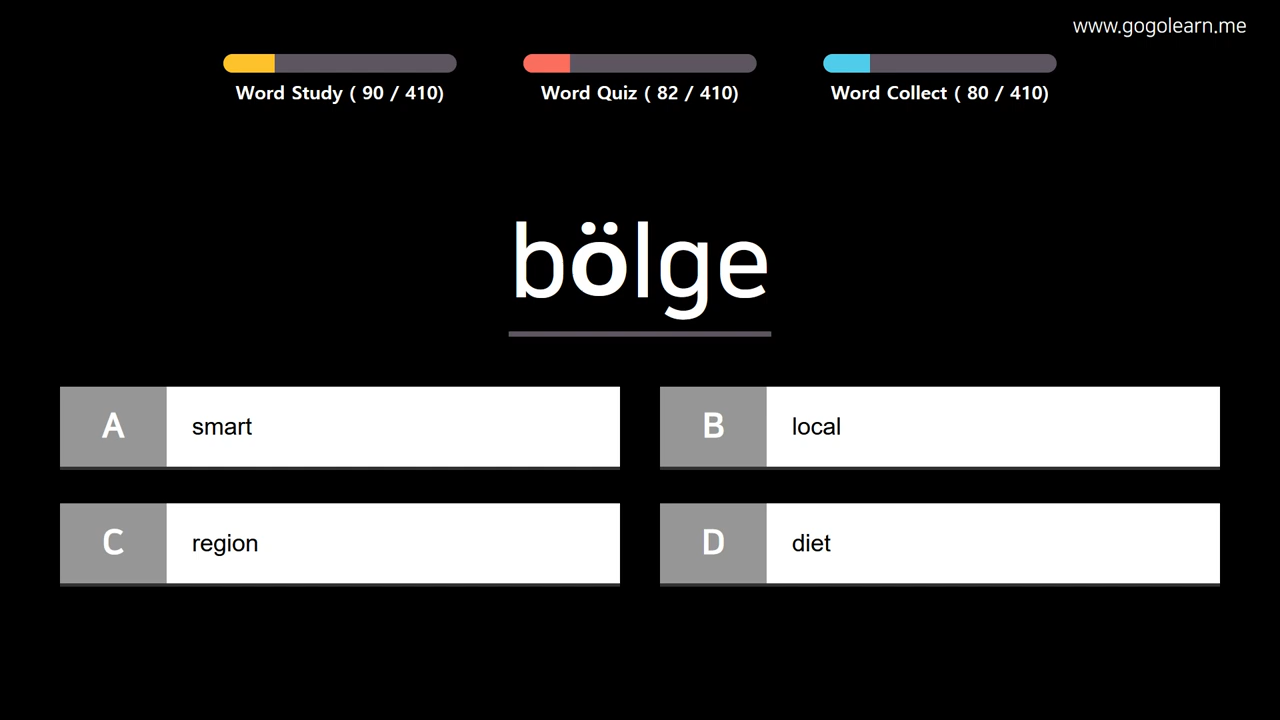 www.gogolearn.me
Word Study ( 90 / 410)
Word Quiz ( 82 / 410)
Word Collect ( 80 / 410)
bölge
A smart
B local
C region
D diet